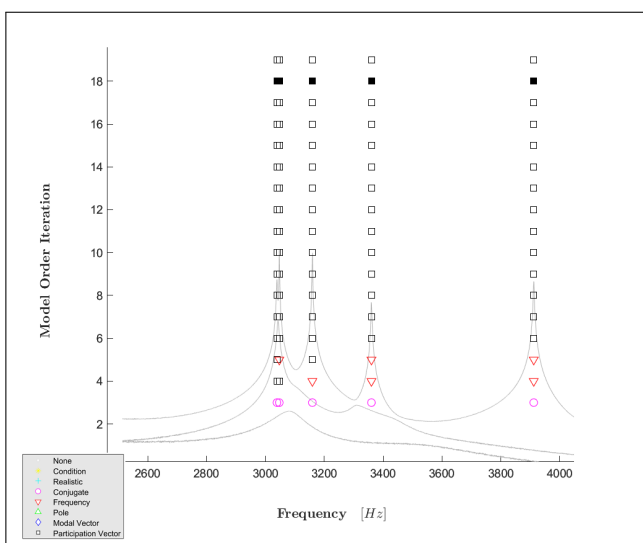 18
16
14
12
10
8
6
4
2
Model Order Iteration
2600
2800
3000
3200
3400
3600
3800
4000
Frequency [Hz]
None
Condition
Realistic
Conjugate
Frequency
Pole
Modal Vector
Participation Vector